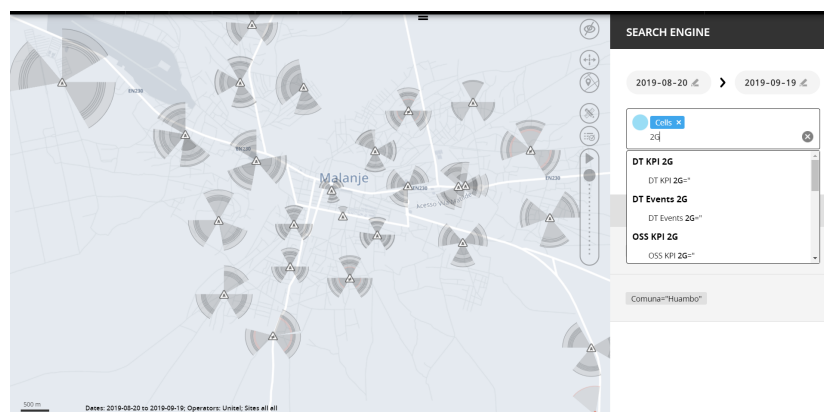 SEARCH ENGINE
2019-08-20
2019-09-19
Cells ×
2G
DT KPI 2G
DT KPI 2G="
DT Events 2G
DT Events 2G="
OSS KPI 2G
OSS KPI 2G="
Comuna="Huambo"
EN230
EN230
Malanje
EN230
EN230
500 m
Dates: 2019-08-20 to 2019-09-19; Operators: Unitel; Sites all all